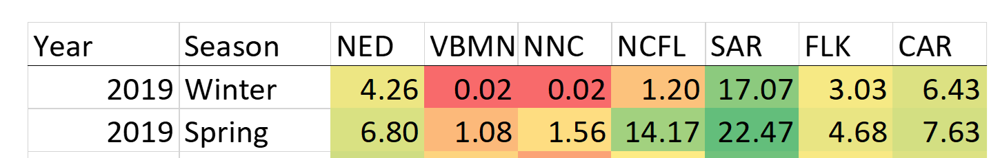 Year Season NED VBMN NNC NCFL SAR FLK CAR
2019 Winter 4.26 0.02 0.02 1.20 17.07 3.03 6.43
2019 Spring 6.80 1.08 1.56 14.17 22.47 4.68 7.63